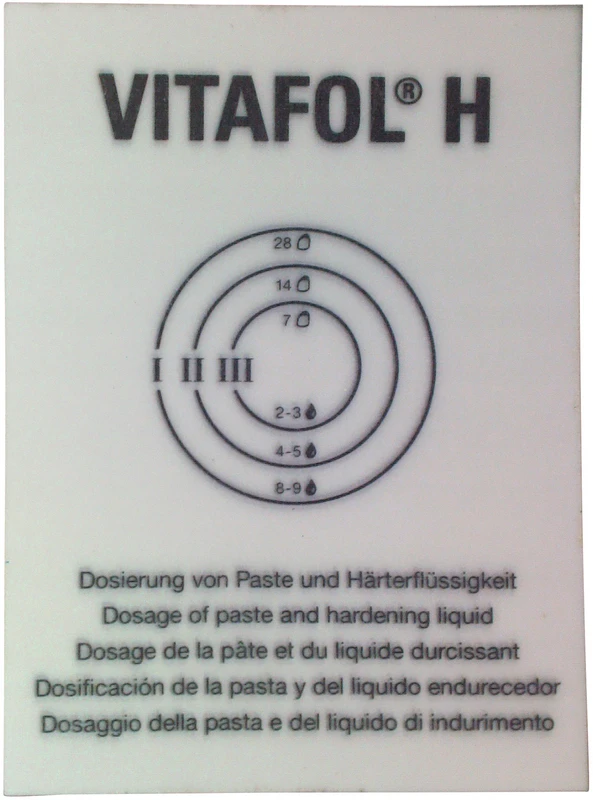 VITAFOL® H
28
14
7
I II III
2-3
4-5
8-9
Dosierung von Paste und Härterflüssigkeit
Dosage of paste and hardening liquid
Dosage de la pâte et du liquide durcissant
Dosificación de la pasta y del liquido endurecedor
Dosaggio della pasta e del liquido di indurimento